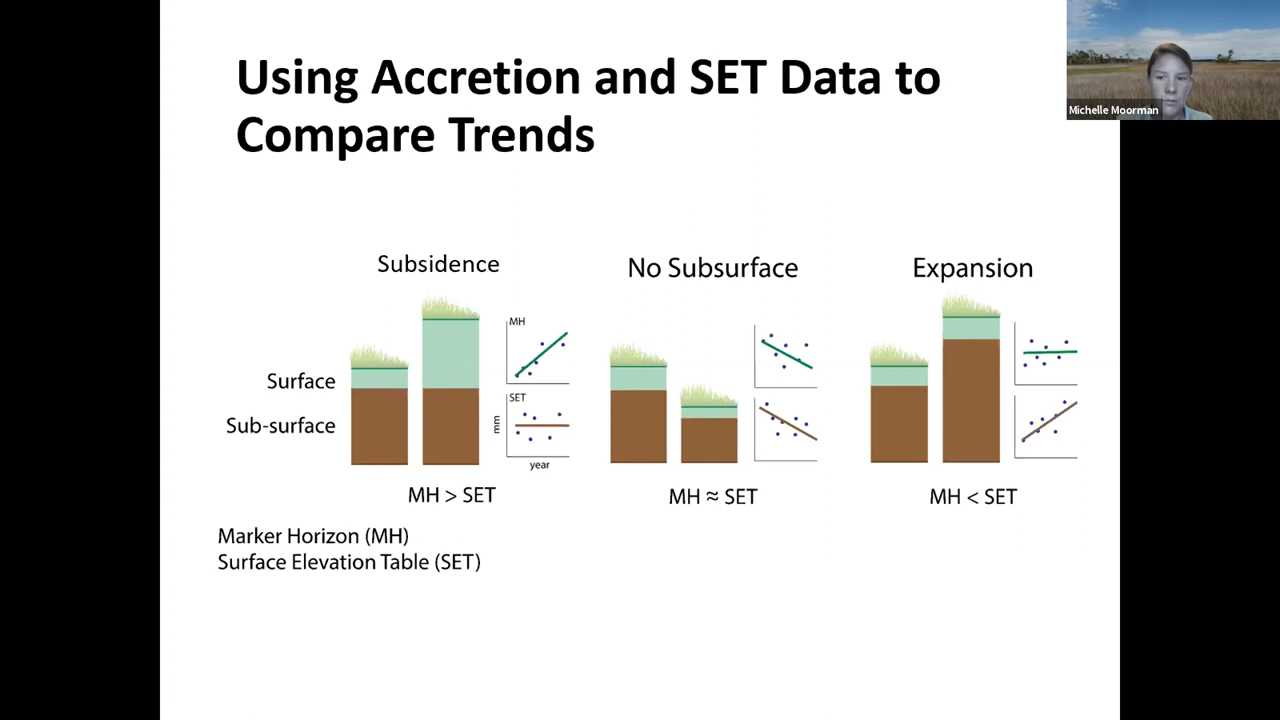 Using Accretion and SET Data to
Compare Trends
Michelle Moorman
Subsidence
No Subsurface
Expansion
MH
Surface
SET
Sub-surface
mm
year
MH > SET
MH ≈ SET
MH < SET
Marker Horizon (MH)
Surface Elevation Table (SET)